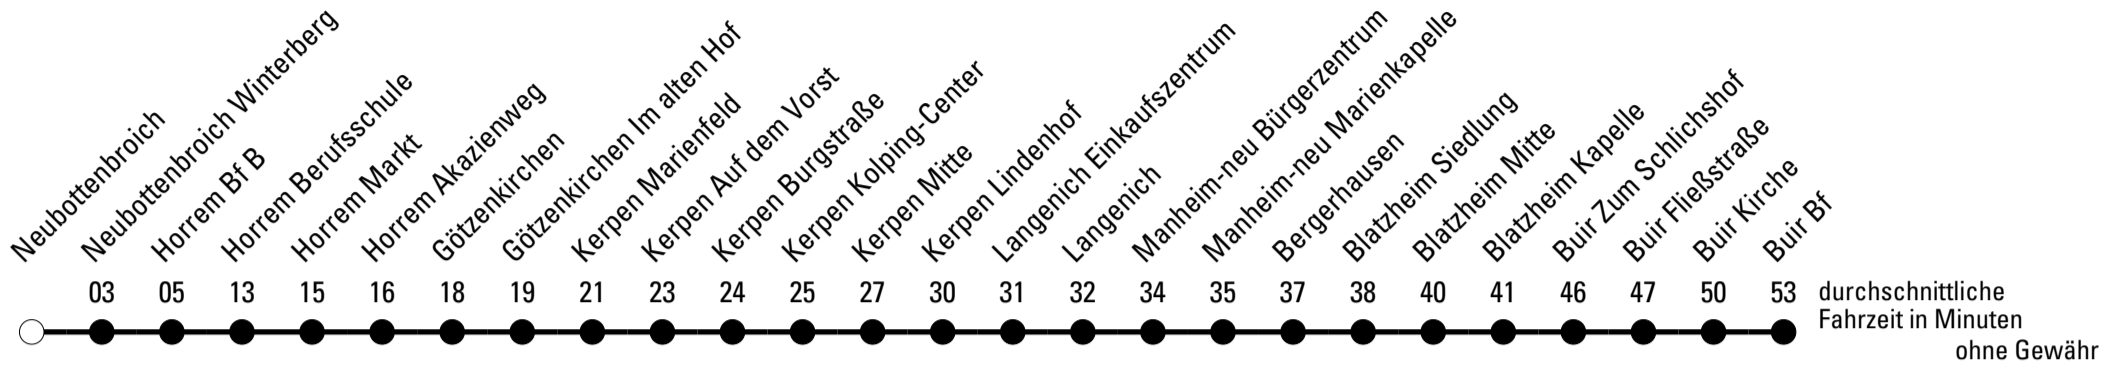 Neubottenbroich
Neubottenbroich Winterberg
Horrem Bf B
Horrem Berufsschule
Horrem Markt
Horrem Akazienweg
Götzenkirchen
Götzenkirchen Im alten Hof
Kerpen Marienfeld
Kerpen Auf dem Vorst
Kerpen Burgstraße
Kerpen Kolping-Center
Kerpen Mitte
Kerpen Lindenhof
Langenich Einkaufszentrum
Langenich
Manheim-neu Bürgerzentrum
Manheim-neu Marienkapelle
Bergerhausen
Blatzheim Siedlung
Blatzheim Mitte
Blatzheim Kapelle
Buir Zum Schlichshof
Buir Fließstraße
Buir Kirche
Buir Bf
03 05 13 15 16 18 19 21 23 24 25 27 30 31 32 34 35 37 38 40 41 46 47 50 53
durchschnittliche
Fahrzeit in Minuten
ohne Gewähr